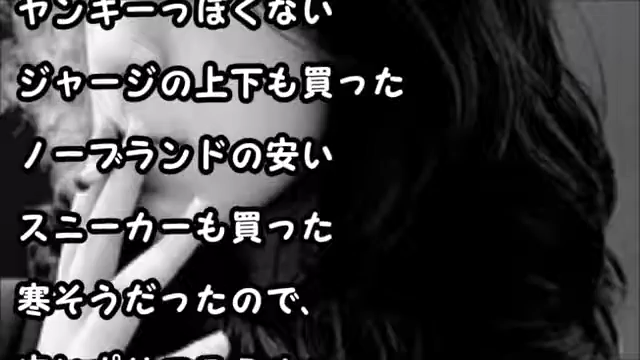 ヤンキーっぽくない
ジャージの上下も買った
ノーブランドの安い
スニーカーも買った
寒そうだったので、